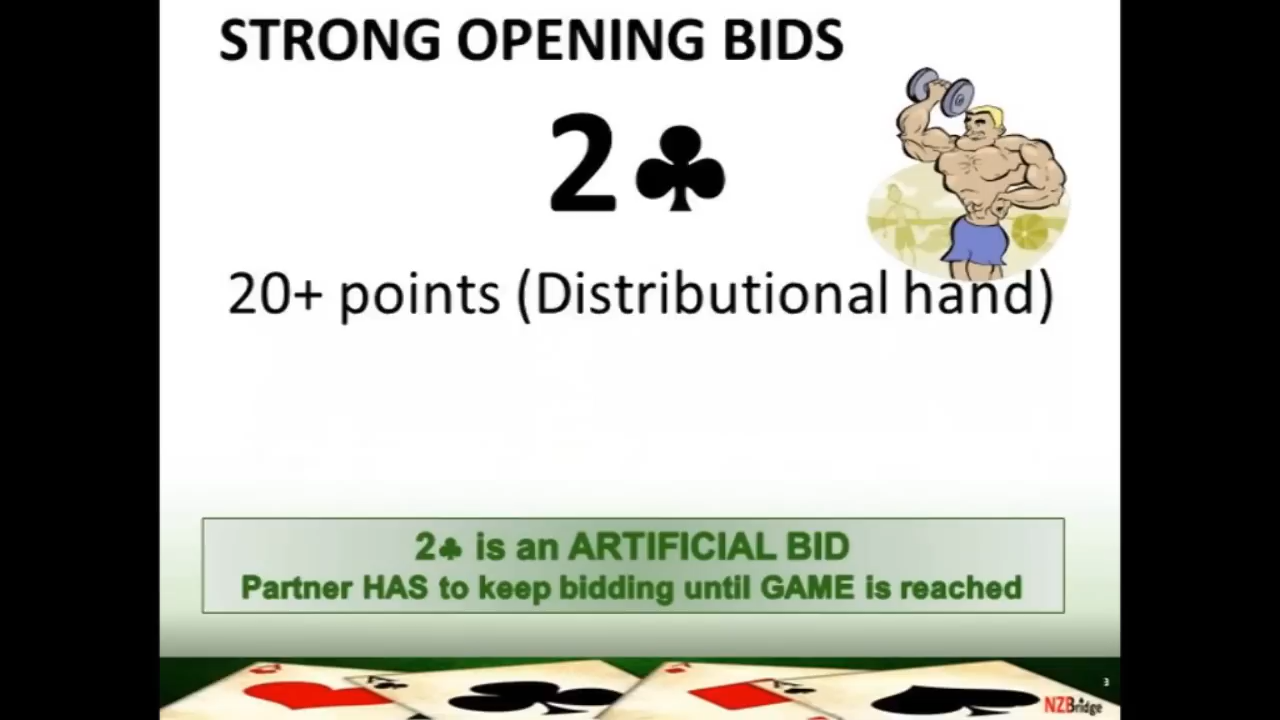 STRONG OPENING BIDS
2♣
20+ points (Distributional hand)
2♣ is an ARTIFICIAL BID
Partner HAS to keep bidding until GAME is reached
3
NZBridge